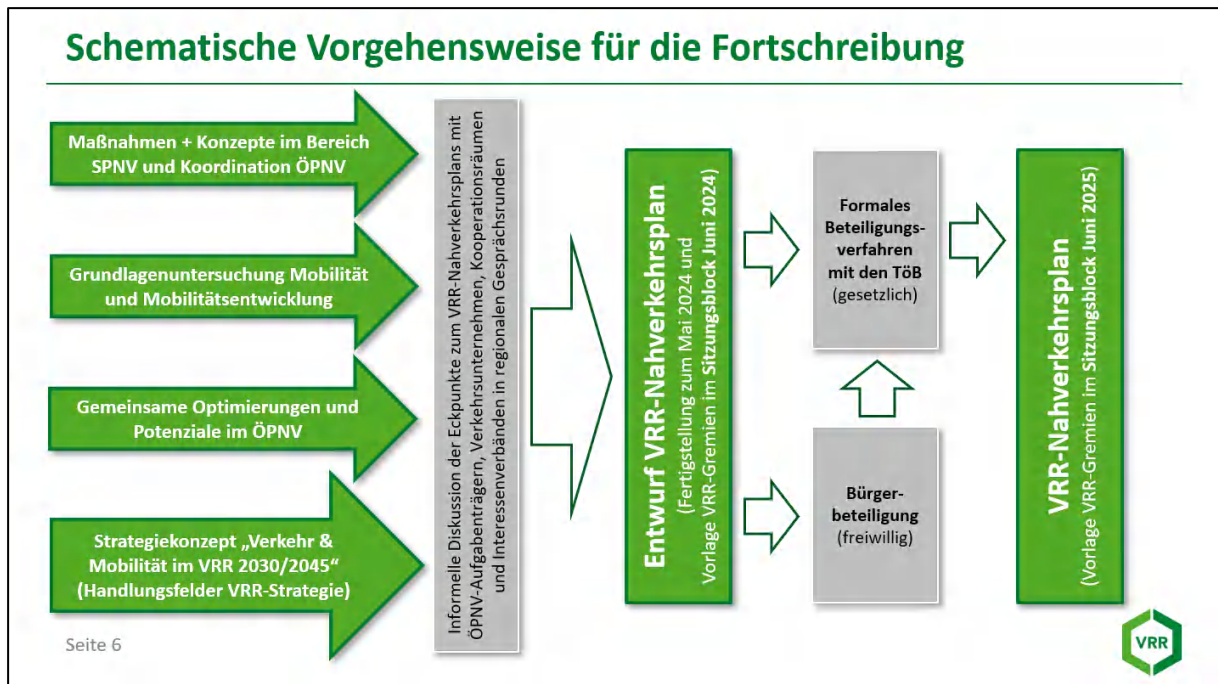 Schematische Vorgehensweise für die Fortschreibung
Maßnahmen + Konzepte im Bereich
SPNV und Koordination ÖPNV
Grundlagenuntersuchung Mobilität
und Mobilitätsentwicklung
Gemeinsame Optimierungen und
Potenziale im ÖPNV
Strategiekonzept „Verkehr &
Mobilität im VRR 2030/2045“
(Handlungsfelder VRR-Strategie)
Informelle Diskussion der Eckpunkte zum VRR-Nahverkehrsplans mit
ÖPNV-Aufgabenträgern, Verkehrsunternehmen, Kooperationsräumen
und Interessenverbänden in regionalen Gesprächsrunden
Entwurf VRR-Nahverkehrsplan
(Fertigstellung zum Mai 2024 und
Vorlage VRR-Gremien im Sitzungsblock Juni 2024)
Formales
Beteiligungs-
verfahren
mit den TöB
(gesetzlich)
Bürger-
beteiligung
(freiwillig)
VRR-Nahverkehrsplan
(Vorlage VRR-Gremien im Sitzungsblock Juni 2025)
Seite 6
VRR